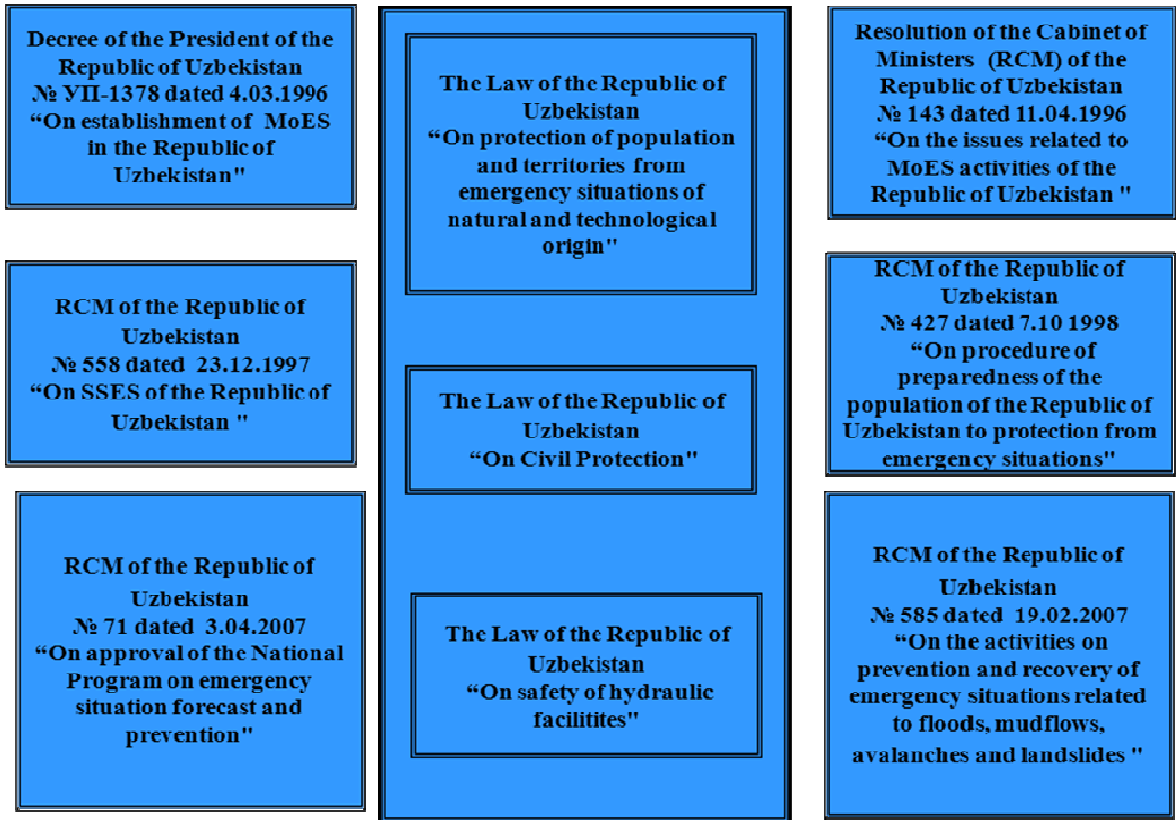 Decree of the President of the
Republic of Uzbekistan
№ УП-1378 dated 4.03.1996
“On establishment of MoES
in the Republic of
Uzbekistan"
RCM of the Republic of
Uzbekistan
№ 558 dated 23.12.1997
“On SSES of the Republic of
Uzbekistan "
RCM of the Republic of
Uzbekistan
№ 71 dated 3.04.2007
“On approval of the National
Program on emergency
situation forecast and
prevention"
The Law of the Republic of
Uzbekistan
“On protection of population
and territories from
emergency situations of
natural and technological
origin"
The Law of the Republic of
Uzbekistan
“On Civil Protection"
The Law of the Republic of
Uzbekistan
“On safety of hydraulic
facilitites"
Resolution of the Cabinet of
Ministers (RCM) of the
Republic of Uzbekistan
№ 143 dated 11.04.1996
“On the issues related to
MoES activities of the
Republic of Uzbekistan "
RCM of the Republic of
Uzbekistan
№ 427 dated 7.10 1998
“On procedure of
preparedness of the
population of the Republic of
Uzbekistan to protection from
emergency situations"
RCM of the Republic of
Uzbekistan
№ 585 dated 19.02.2007
“On the activities on
prevention and recovery of
emergency situations related
to floods, mudflows,
avalanches and landslides "